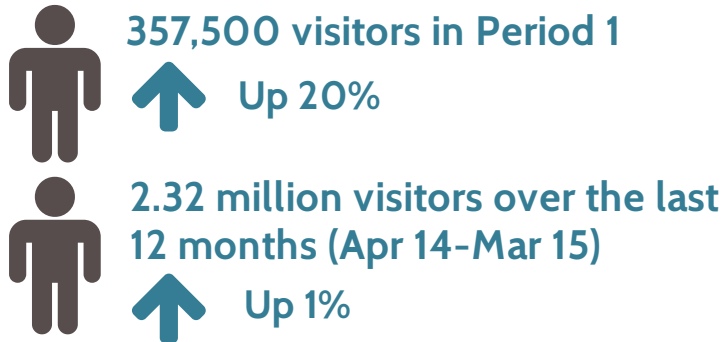 357,500 visitors in Period 1
Up 20%
2.32 million visitors over the last
12 months (Apr 14-Mar 15)
Up 1%